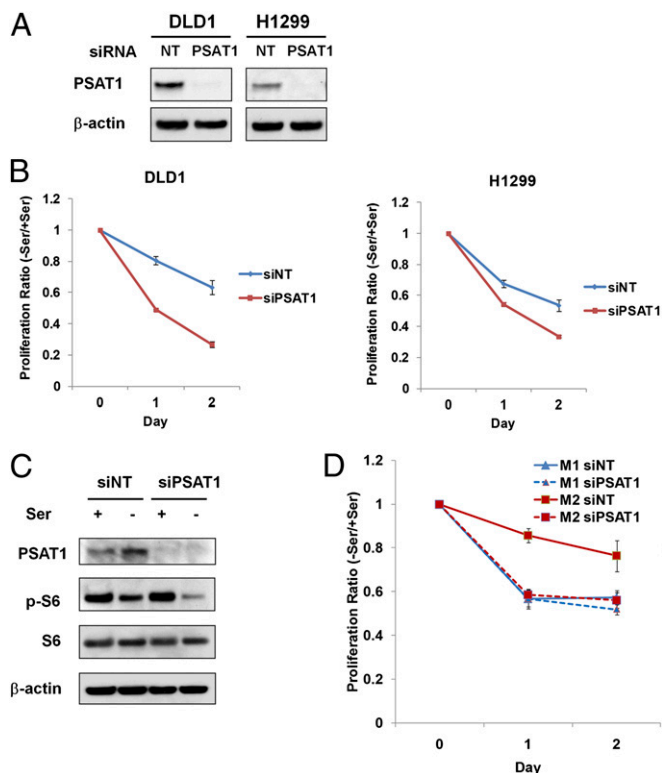 A
DLD1 H1299
siRNA NT PSAT1 NT PSAT1
PSAT1
β-actin
B
DLD1
Proliferation Ratio (-Ser/+Ser)
1.2
1
0.8
0.6
0.4
0.2
0
0 1 2
Day
siNT
siPSAT1
H1299
Proliferation Ratio (-Ser/+Ser)
1.2
1
0.8
0.6
0.4
0.2
0
0 1 2
Day
siNT
siPSAT1
C
siNT siPSAT1
Ser + - + -
PSAT1
p-S6
S6
β-actin
D
Proliferation Ratio (-Ser/+Ser)
1.2
1
0.8
0.6
0.4
0.2
0
0 1 2
Day
M1 siNT
M1 siPSAT1
M2 siNT
M2 siPSAT1